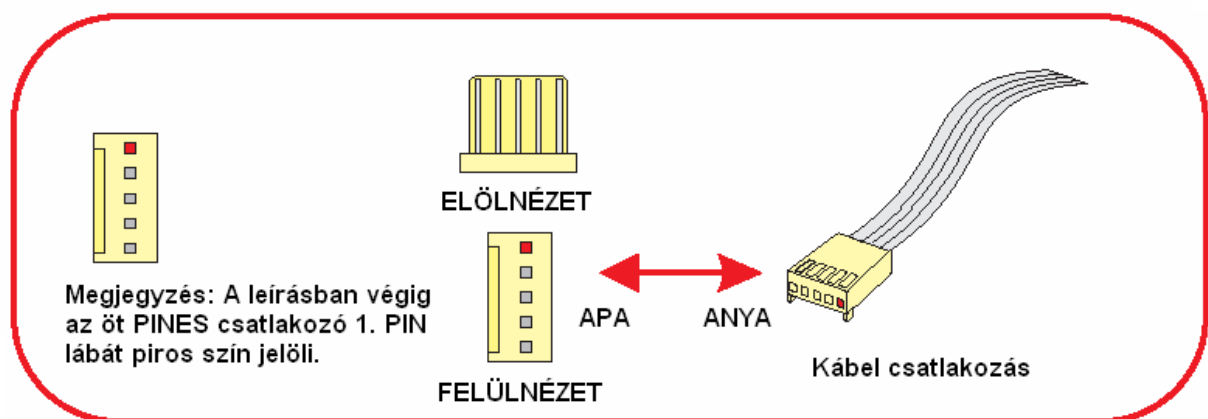 ELÖLNÉZET
Megjegyzés: A leírásban végig
az öt PINES csatlakozó 1. PIN
lábát piros szín jelöli.
APA
ANYA
FELÜLNÉZET
Kábel csatlakozás